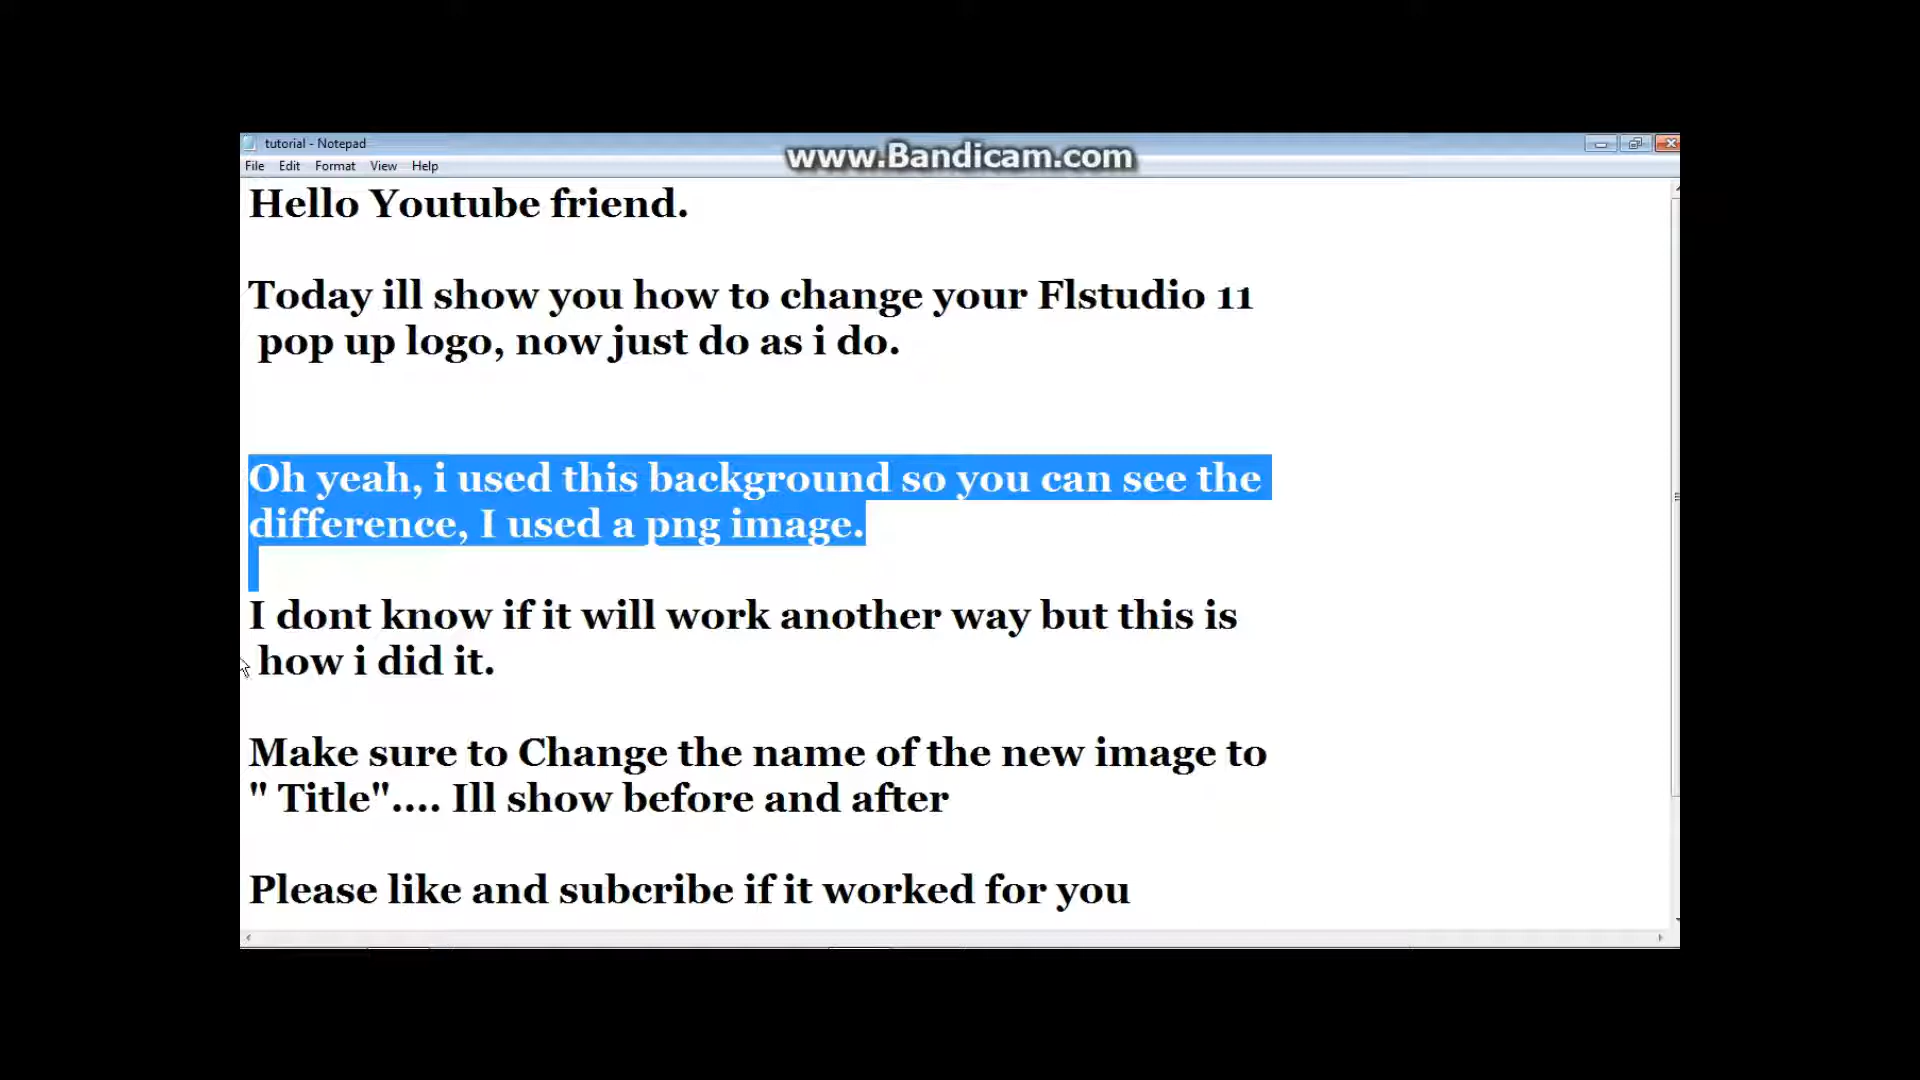 tutorial - Notepad
www.Bandicam.com
File Edit Format View Help
Hello Youtube friend.
Today ill show you how to change your Flstudio 11
pop up logo, now just do as i do.
Oh yeah, i used this background so you can see the
difference, I used a png image.
I dont know if it will work another way but this is
how i did it.
Make sure to Change the name of the new image to
" Title".... Ill show before and after
Please like and subcribe if it worked for you